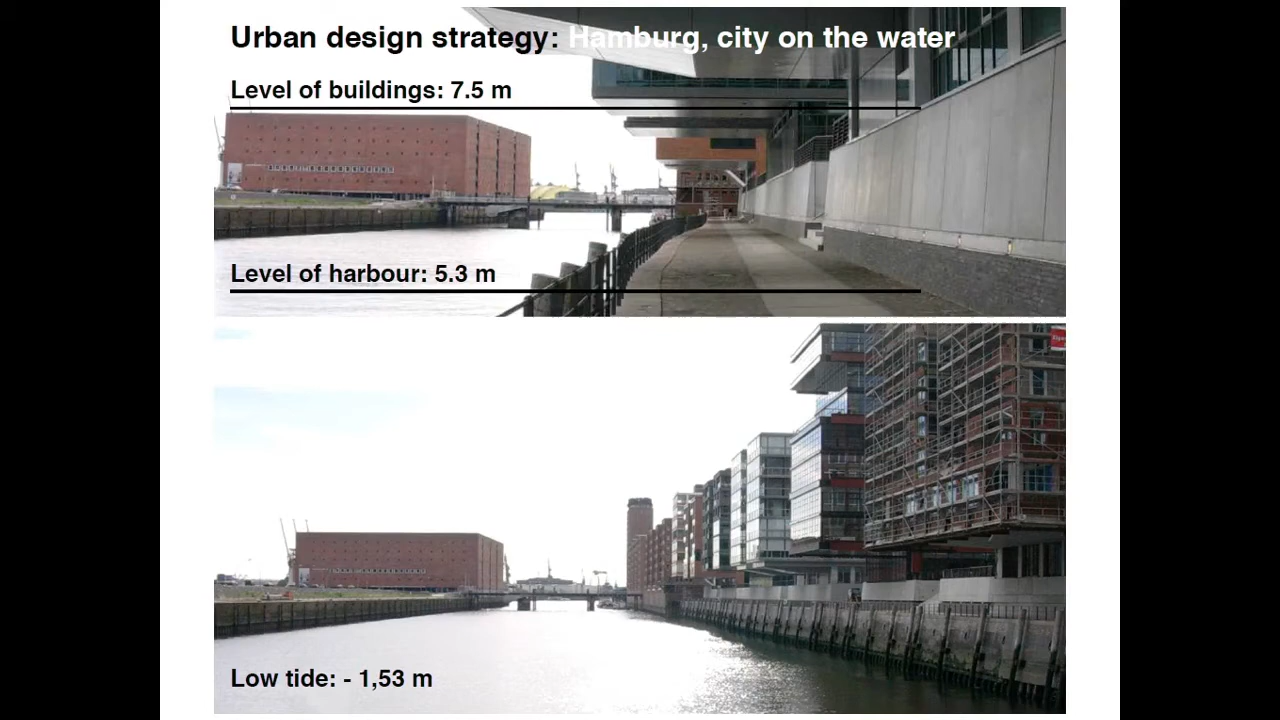 Urban design strategy: Hamburg, city on the water
Level of buildings: 7.5 m
Level of harbour: 5.3 m
Low tide: - 1,53 m